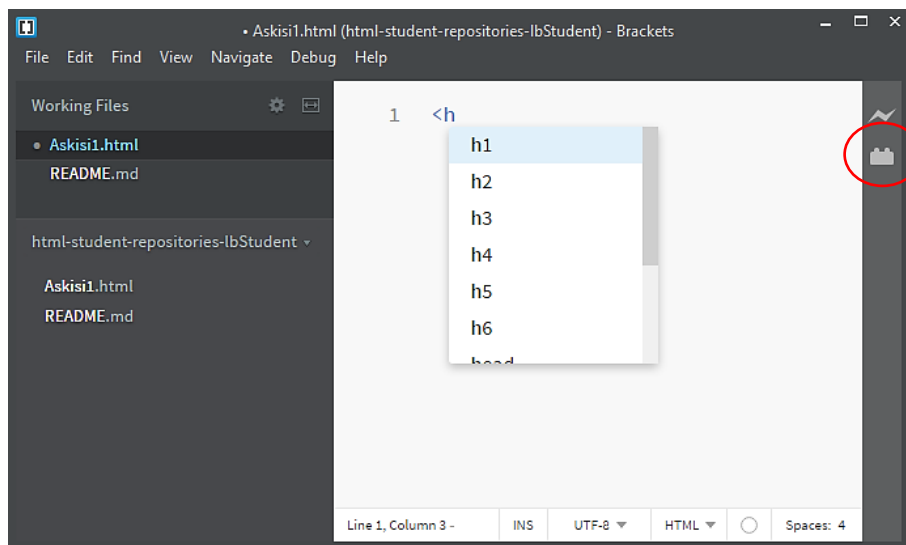 • Askisi1.html (html-student-repositories-lbStudent) - Brackets
File Edit Find View Navigate Debug Help
Working Files
• Askisi1.html
README.md
html-student-repositories-lbStudent
Askisi1.html
README.md
1 <h
h1
h2
h3
h4
h5
h6
head
Line 1, Column 3 - INS UTF-8 HTML Spaces: 4